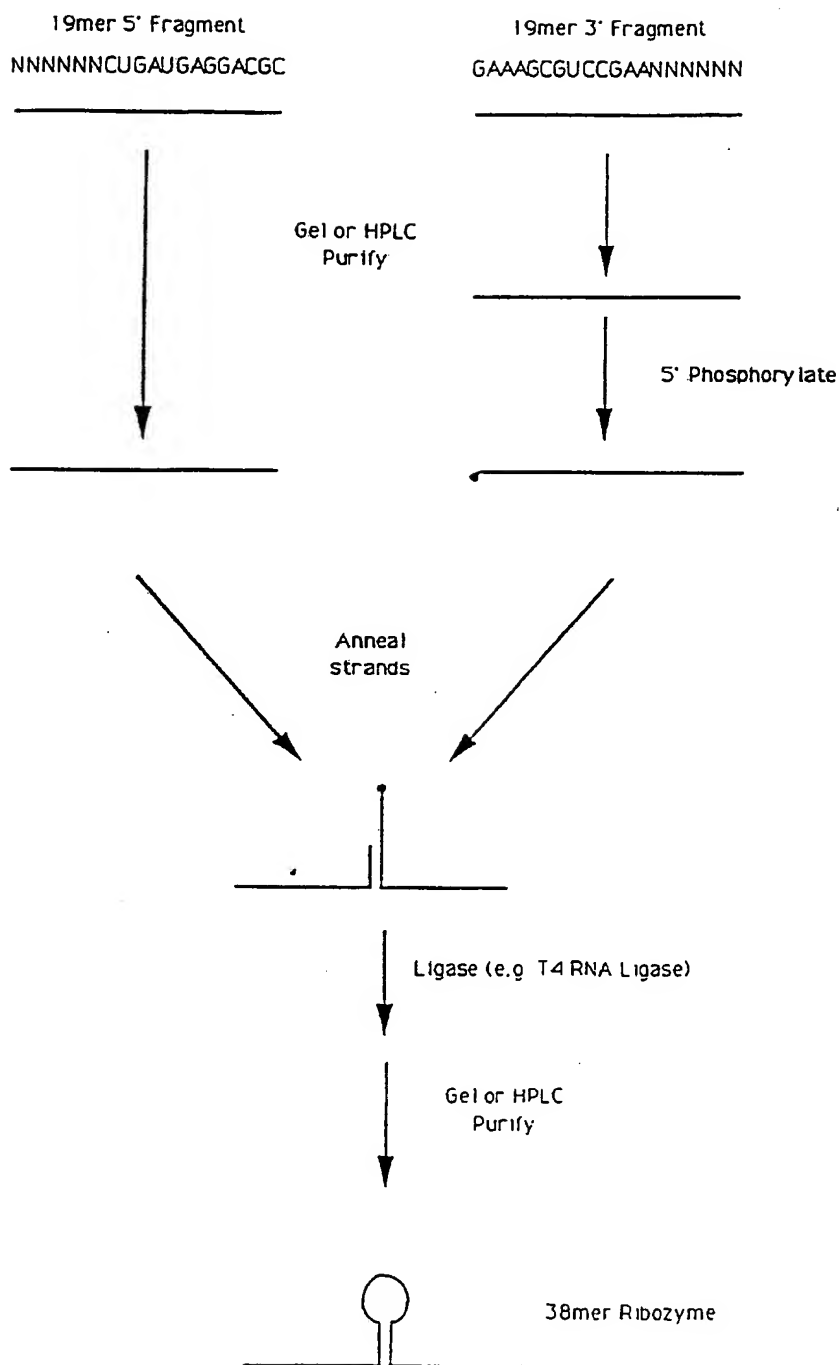 19mer 5' Fragment
NNNNNNCUGAUGAGGACGC
19mer 3' Fragment
GAAAGCGUCCGAANNNNNN
Gel or HPLC
Purify
5' Phosphorylate
Anneal
strands
Ligase (e.g T4 RNA Ligase)
Gel or HPLC
Purify
38mer Ribozyme